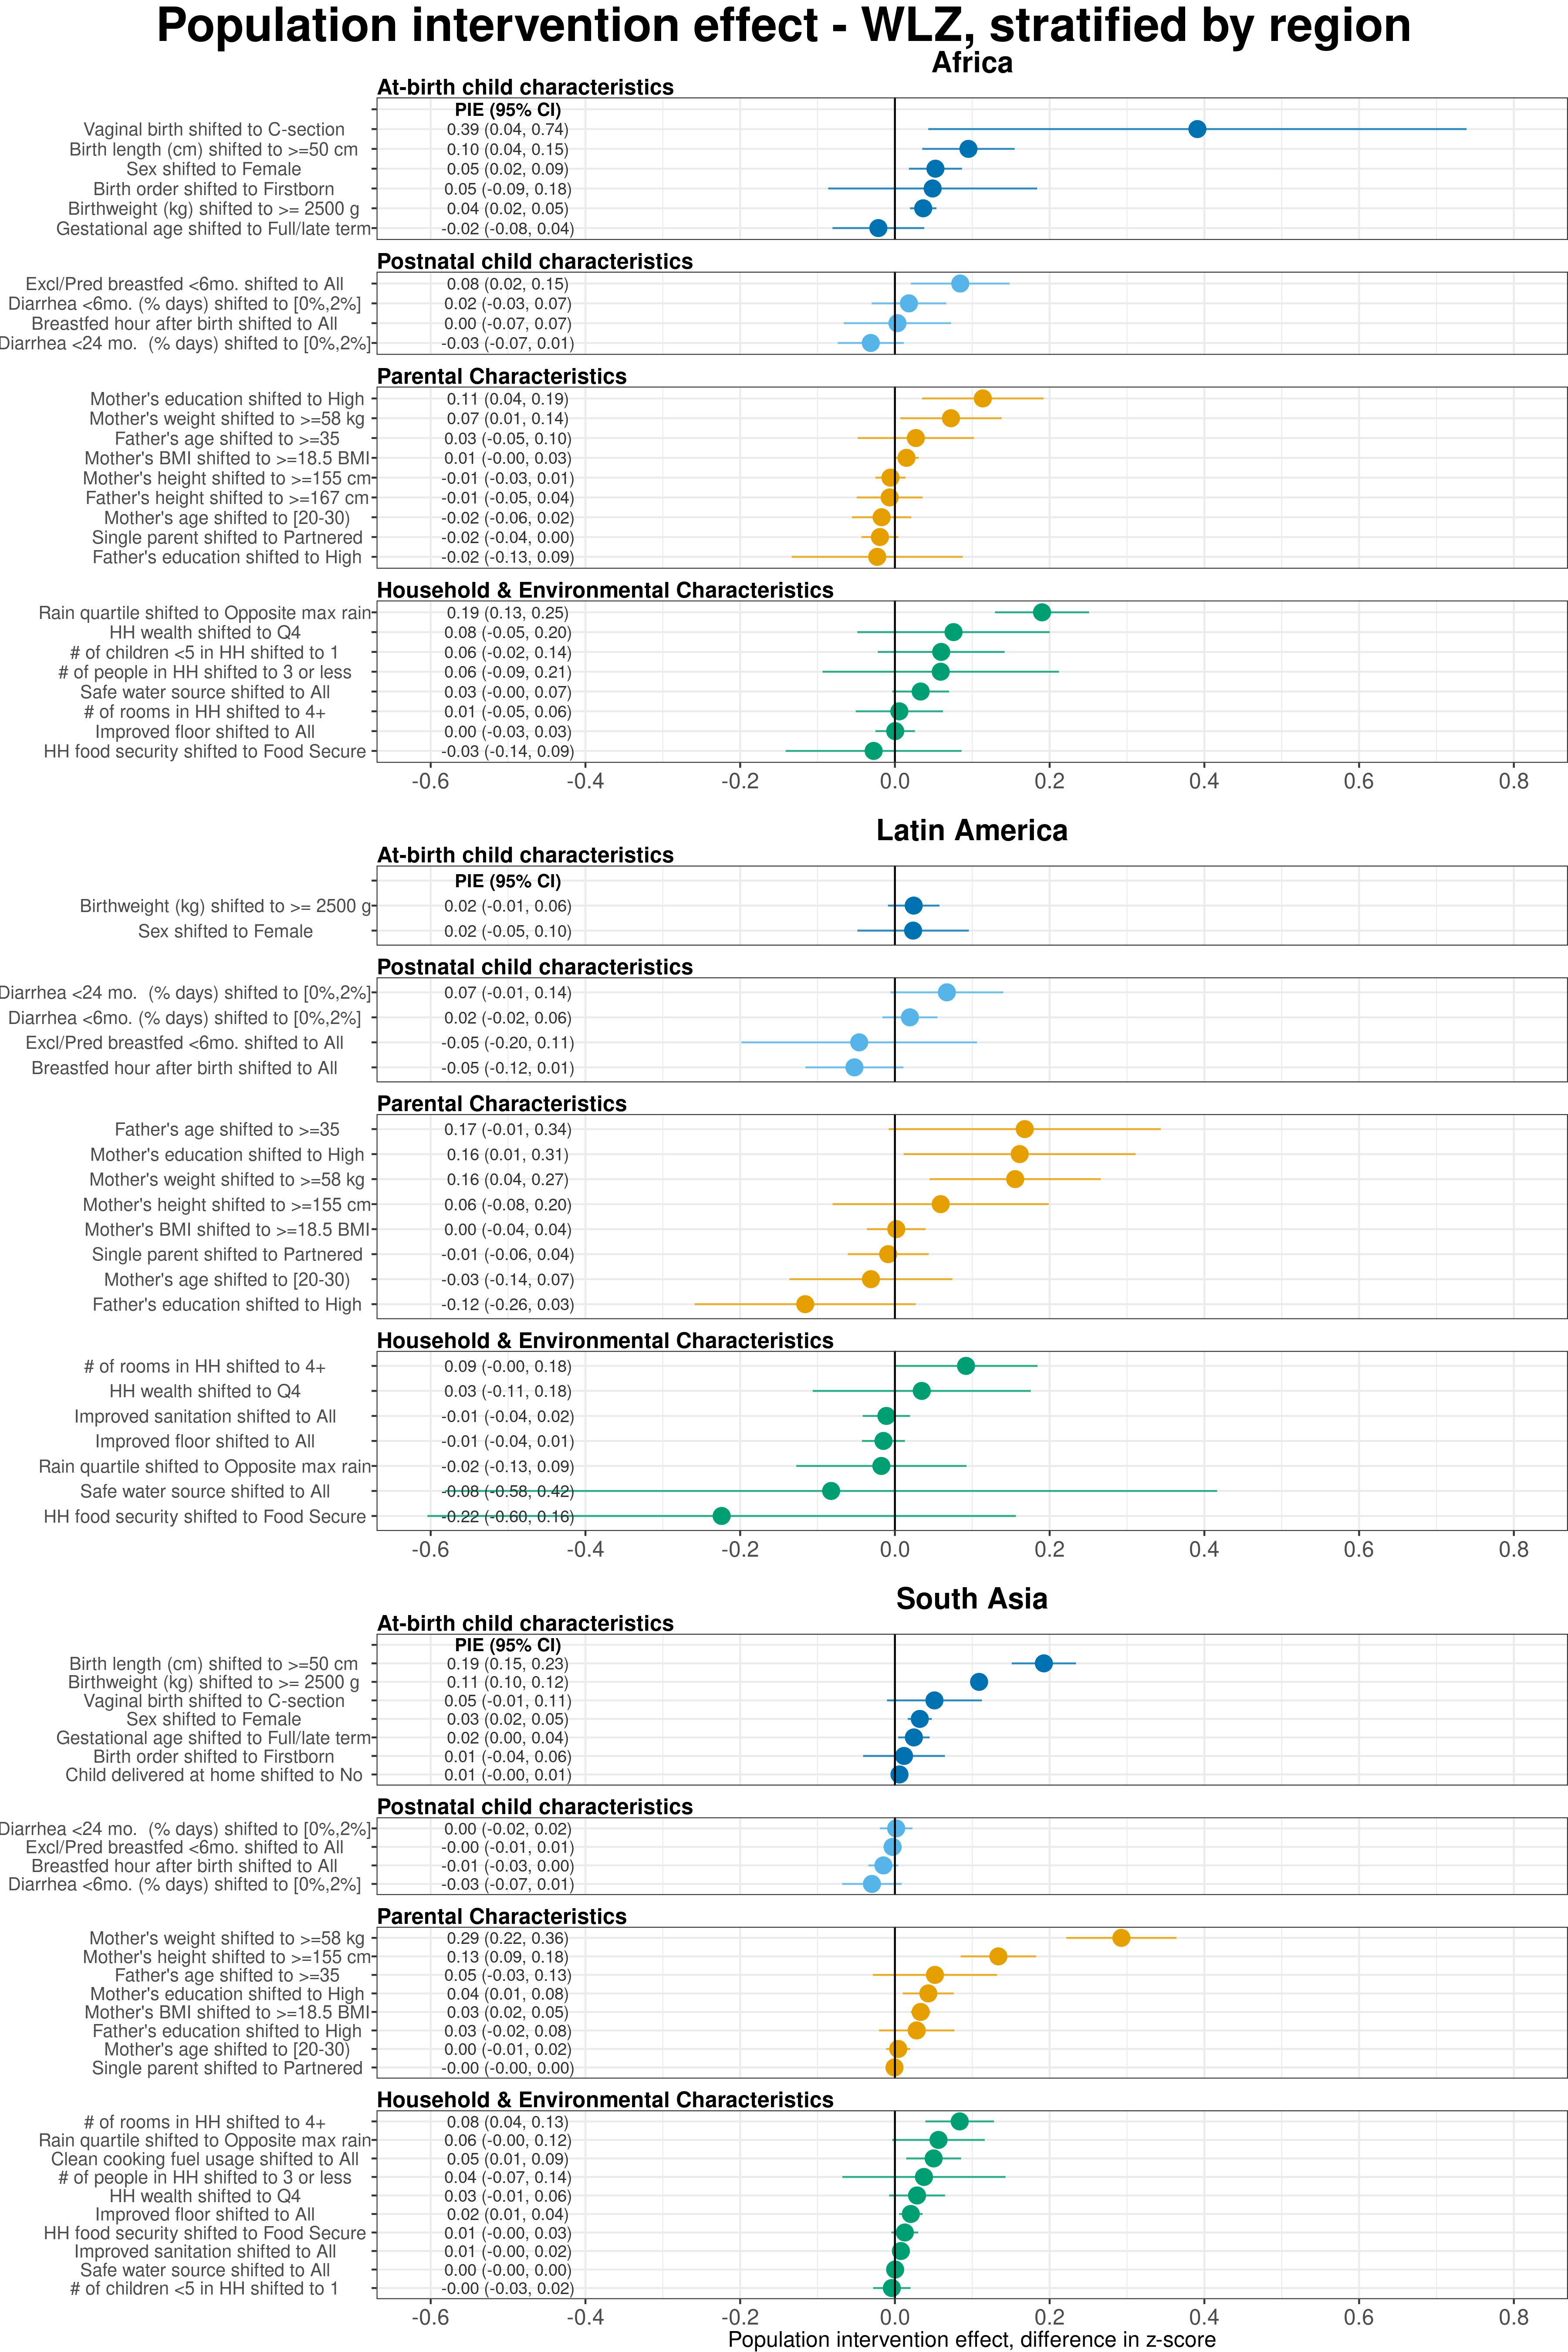 Population intervention effect - WLZ, stratified by region
Africa
At-birth child characteristics
PIE (95% CI)
Vaginal birth shifted to C-section 0.39 (0.04, 0.74)
Birth length (cm) shifted to >=50 cm 0.10 (0.04, 0.15)
Sex shifted to Female 0.05 (0.02, 0.09)
Birth order shifted to Firstborn 0.05 (-0.09, 0.18)
Birthweight (kg) shifted to >= 2500 g 0.04 (0.02, 0.05)
Gestational age shifted to Full/late term -0.02 (-0.08, 0.04)
Postnatal child characteristics
Excl/Pred breastfed <6mo. shifted to All 0.08 (0.02, 0.15)
Diarrhea <6mo. (% days) shifted to [0%,2%] 0.02 (-0.03, 0.07)
Breastfed hour after birth shifted to All 0.00 (-0.07, 0.07)
Diarrhea <24 mo. (% days) shifted to [0%,2%] -0.03 (-0.07, 0.01)
Parental Characteristics
Mother's education shifted to High 0.11 (0.04, 0.19)
Mother's weight shifted to >=58 kg 0.07 (0.01, 0.14)
Father's age shifted to >=35 0.03 (-0.05, 0.10)
Mother's BMI shifted to >=18.5 BMI 0.01 (-0.00, 0.03)
Mother's height shifted to >=155 cm -0.01 (-0.03, 0.01)
Father's height shifted to >=167 cm -0.01 (-0.05, 0.04)
Mother's age shifted to [20-30) -0.02 (-0.06, 0.02)
Single parent shifted to Partnered -0.02 (-0.04, 0.00)
Father's education shifted to High -0.02 (-0.13, 0.09)
Household & Environmental Characteristics
Rain quartile shifted to Opposite max rain 0.19 (0.13, 0.25)
HH wealth shifted to Q4 0.08 (-0.05, 0.20)
# of children <5 in HH shifted to 1 0.06 (-0.02, 0.14)
# of people in HH shifted to 3 or less 0.06 (-0.09, 0.21)
Safe water source shifted to All 0.03 (-0.00, 0.07)
# of rooms in HH shifted to 4+ 0.01 (-0.05, 0.06)
Improved floor shifted to All 0.00 (-0.03, 0.03)
HH food security shifted to Food Secure -0.03 (-0.14, 0.09)
-0.6 -0.4 -0.2 0.0 0.2 0.4 0.6 0.8
Latin America
At-birth child characteristics
PIE (95% CI)
Birthweight (kg) shifted to >= 2500 g 0.02 (-0.01, 0.06)
Sex shifted to Female 0.02 (-0.05, 0.10)
Postnatal child characteristics
Diarrhea <24 mo. (% days) shifted to [0%,2%] 0.07 (-0.01, 0.14)
Diarrhea <6mo. (% days) shifted to [0%,2%] 0.02 (-0.02, 0.06)
Excl/Pred breastfed <6mo. shifted to All -0.05 (-0.20, 0.11)
Breastfed hour after birth shifted to All -0.05 (-0.12, 0.01)
Parental Characteristics
Father's age shifted to >=35 0.17 (-0.01, 0.34)
Mother's education shifted to High 0.16 (0.01, 0.31)
Mother's weight shifted to >=58 kg 0.16 (0.04, 0.27)
Mother's height shifted to >=155 cm 0.06 (-0.08, 0.20)
Mother's BMI shifted to >=18.5 BMI 0.00 (-0.04, 0.04)
Single parent shifted to Partnered -0.01 (-0.06, 0.04)
Mother's age shifted to [20-30) -0.03 (-0.14, 0.07)
Father's education shifted to High -0.12 (-0.26, 0.03)
Household & Environmental Characteristics
# of rooms in HH shifted to 4+ 0.09 (-0.00, 0.18)
HH wealth shifted to Q4 0.03 (-0.11, 0.18)
Improved sanitation shifted to All -0.01 (-0.04, 0.02)
Improved floor shifted to All -0.01 (-0.04, 0.01)
Rain quartile shifted to Opposite max rain -0.02 (-0.13, 0.09)
Safe water source shifted to All -0.08 (-0.58, 0.42)
HH food security shifted to Food Secure -0.22 (-0.60, 0.16)
-0.6 -0.4 -0.2 0.0 0.2 0.4 0.6 0.8
South Asia
At-birth child characteristics
PIE (95% CI)
Birth length (cm) shifted to >=50 cm 0.19 (0.15, 0.23)
Birthweight (kg) shifted to >= 2500 g 0.11 (0.10, 0.12)
Vaginal birth shifted to C-section 0.05 (-0.01, 0.11)
Sex shifted to Female 0.03 (0.02, 0.05)
Gestational age shifted to Full/late term 0.02 (0.00, 0.04)
Birth order shifted to Firstborn 0.01 (-0.04, 0.06)
Child delivered at home shifted to No 0.01 (-0.00, 0.01)
Postnatal child characteristics
Diarrhea <24 mo. (% days) shifted to [0%,2%] 0.00 (-0.02, 0.02)
Excl/Pred breastfed <6mo. shifted to All -0.00 (-0.01, 0.01)
Breastfed hour after birth shifted to All -0.01 (-0.03, 0.00)
Diarrhea <6mo. (% days) shifted to [0%,2%] -0.03 (-0.07, 0.01)
Parental Characteristics
Mother's weight shifted to >=58 kg 0.29 (0.22, 0.36)
Mother's height shifted to >=155 cm 0.13 (0.09, 0.18)
Father's age shifted to >=35 0.05 (-0.03, 0.13)
Mother's education shifted to High 0.04 (0.01, 0.08)
Mother's BMI shifted to >=18.5 BMI 0.03 (0.02, 0.05)
Father's education shifted to High 0.03 (-0.02, 0.08)
Mother's age shifted to [20-30) 0.00 (-0.01, 0.02)
Single parent shifted to Partnered -0.00 (-0.00, 0.00)
Household & Environmental Characteristics
# of rooms in HH shifted to 4+ 0.08 (0.04, 0.13)
Rain quartile shifted to Opposite max rain 0.06 (-0.00, 0.12)
Clean cooking fuel usage shifted to All 0.05 (0.01, 0.09)
# of people in HH shifted to 3 or less 0.04 (-0.07, 0.14)
HH wealth shifted to Q4 0.03 (-0.01, 0.06)
Improved floor shifted to All 0.02 (0.01, 0.04)
HH food security shifted to Food Secure 0.01 (-0.00, 0.03)
Improved sanitation shifted to All 0.01 (-0.00, 0.02)
Safe water source shifted to All 0.00 (-0.00, 0.00)
# of children <5 in HH shifted to 1 -0.00 (-0.03, 0.02)
-0.6 -0.4 -0.2 0.0 0.2 0.4 0.6 0.8
Population intervention effect, difference in z-score